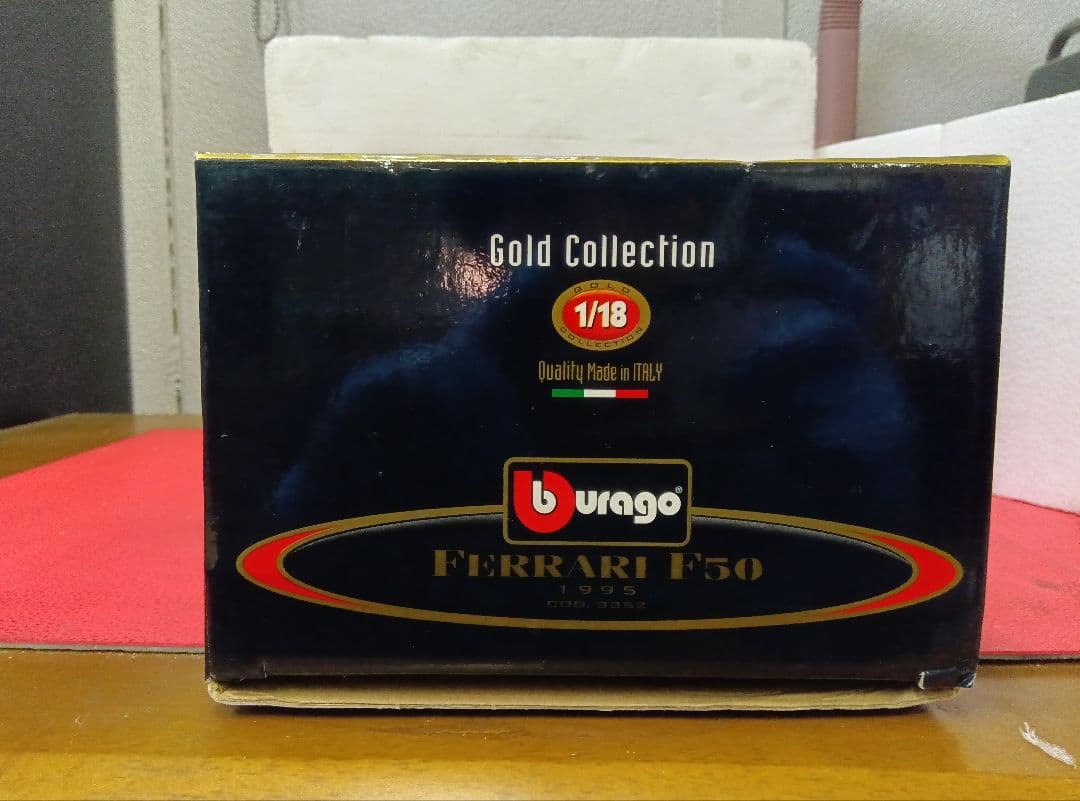 Gold Collection
GOLD
1/18
COLLECTION
Quality Made in ITALY
burago®
FERRARI F50
1995
COD. 3352